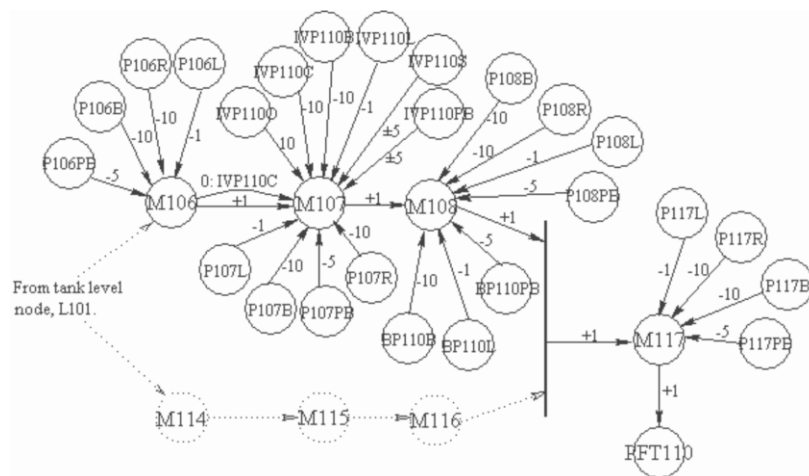 IVP110B
IVP110L
P106R
P106L
IVP110C
IVP110S
P108B
P106B
-10
-10
-1
P108R
-10
-10
-10
-1
IVP110O
±5
IVP110PB
-10
P108L
P106PB
10
±5
-10
-1
-5
0: IVP110C
-5
P108PB
M106
+1
M107
+1
M108
+1
P117L
P117R
-1
-10
-5
-10
P117B
P107L
-10
-5
P107R
-10
-1
BP110PB
-1
-10
From tank level
node, L101.
P107B
P107PB
BP110B
BP110L
+1
M117
-5
P117PB
+1
M114
M115
M116
PFT110